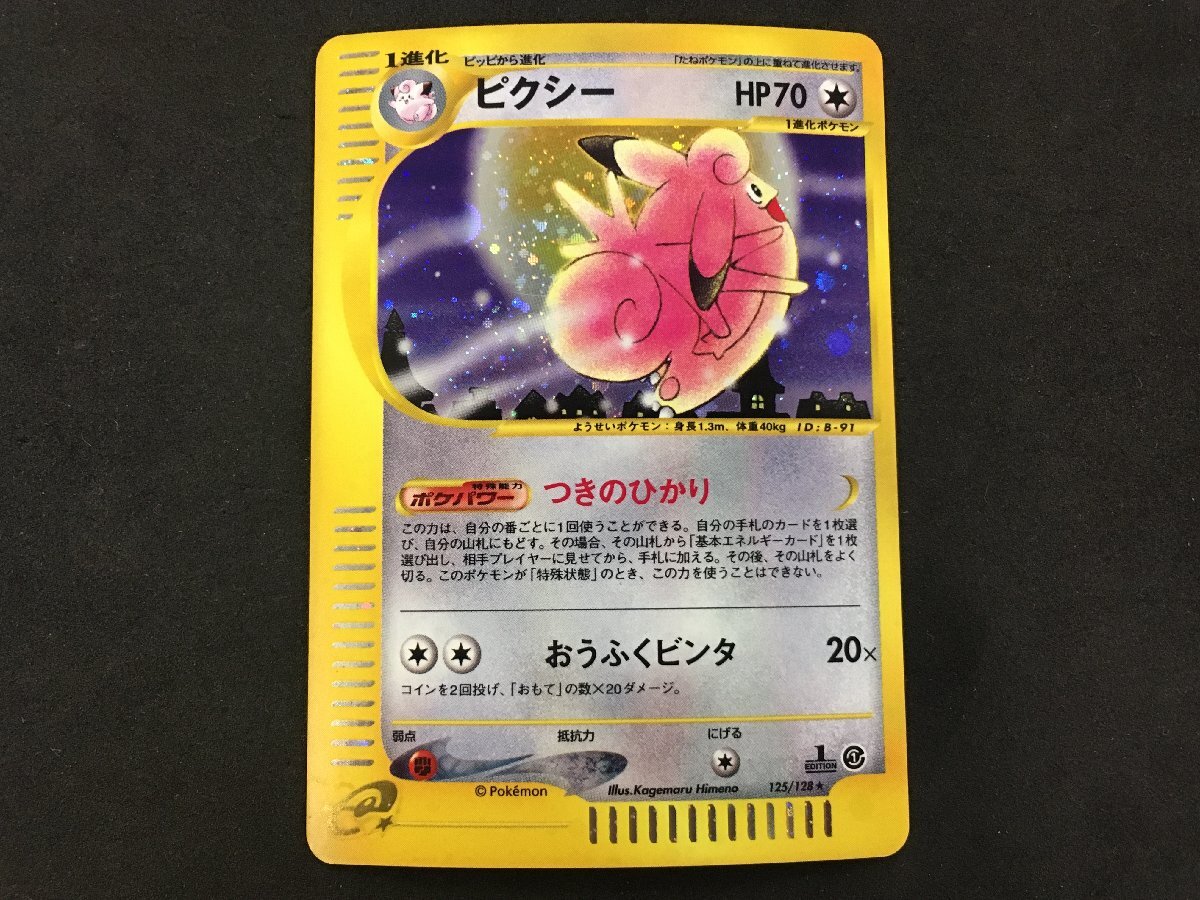 1進化 ピッピから進化 「たねポケモン」の上に重ねて進化させます。
ピクシー HP70
1進化ポケモン
ようせいポケモン:身長1.3m、体重40kg ID:B-91
特殊能力
ポケパワー つきのひかり
この力は、自分の番ごとに1回使うことができる。自分の手札のカードを1枚選
び、自分の山札にもどす。その場合、その山札から「基本エネルギーカード」を1枚
選び出し、相手プレイヤーに見せてから、手札に加える。その後、その山札をよく
切る。このポケモンが「特殊状態」のとき、この力を使うことはできない。
おうふくビンタ 20×
コインを2回投げ、「おもて」の数×20ダメージ。
弱点 抵抗力 にげる
1 EDITION
©Pokémon Illus.Kagemaru Himeno 125/128★